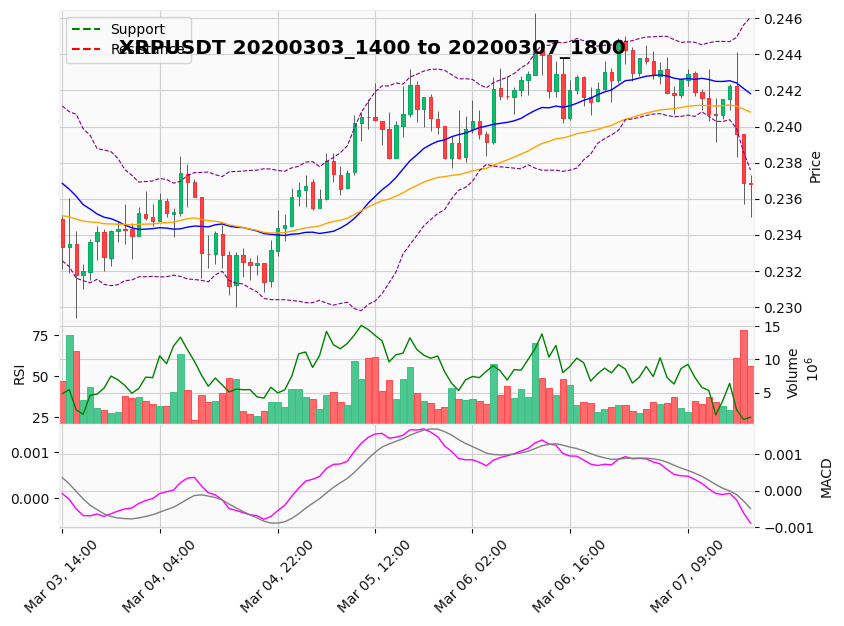 XRPUSDT 20200303_1400 to 20200307_1800
Support
Resistance
0.246
0.244
0.242
0.240
0.238
0.236
0.234
0.232
0.230
Price
75
50
25
RSI
15
10
5
Volume
10^6
0.001
0.000
0.001
0.000
−0.001
MACD
Mar 03, 14:00
Mar 04, 04:00
Mar 04, 22:00
Mar 05, 12:00
Mar 06, 02:00
Mar 06, 16:00
Mar 07, 09:00